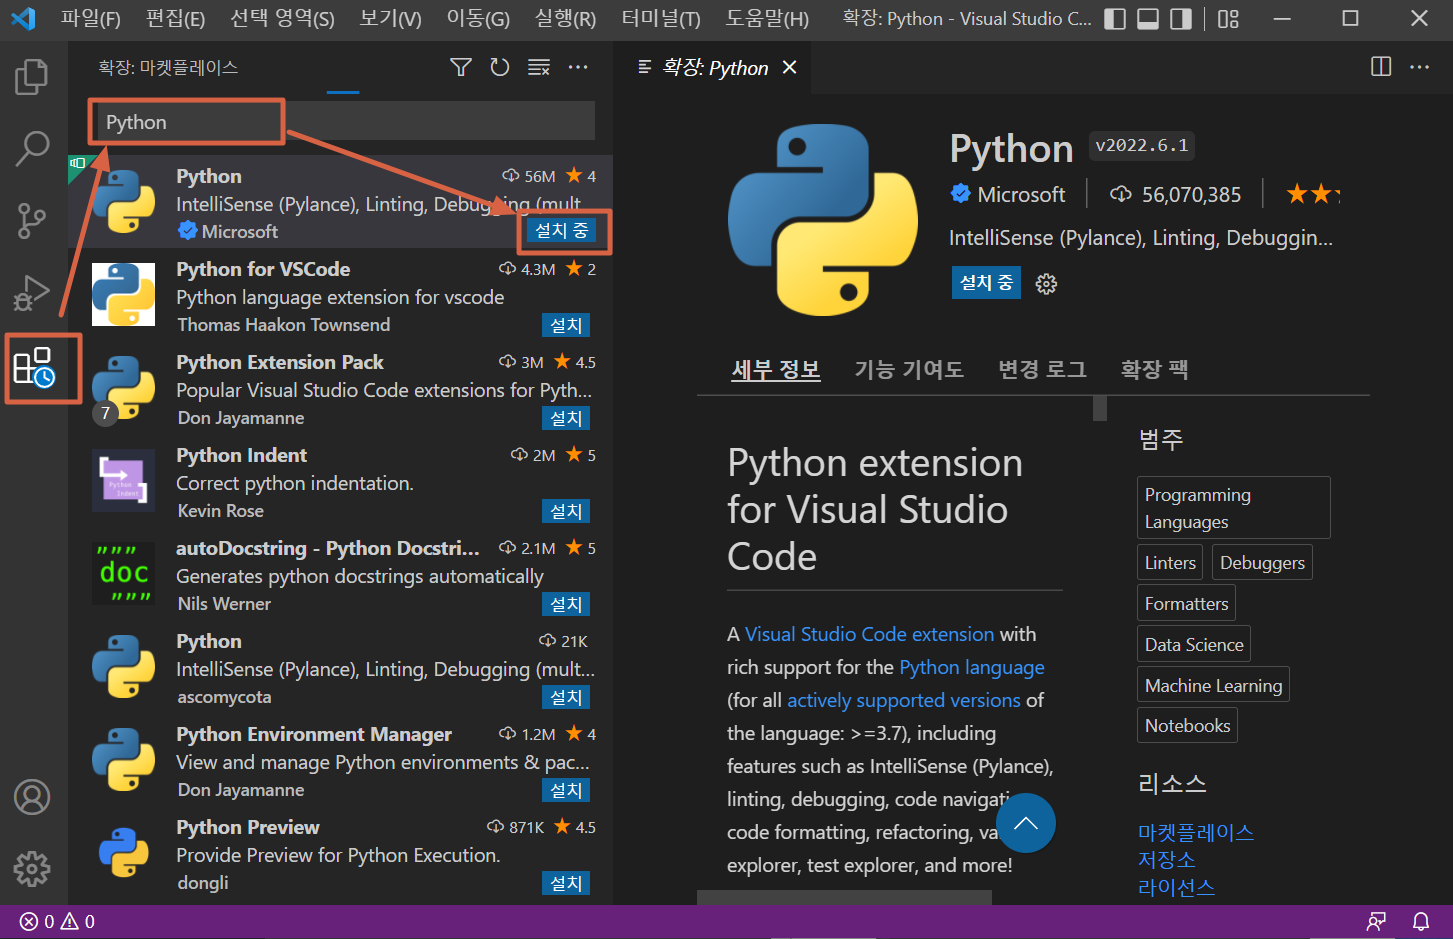 파일(F) 편집(E) 선택 영역(S) 보기(V) 이동(G) 실행(R) 터미널(T) 도움말(H) 확장: Python - Visual Studio C...
확장: 마켓플레이스
확장: Python
Python
Python 56M 4
IntelliSense (Pylance), Linting, Debugging (mult
Microsoft 설치 중
Python for VSCode 4.3M 2
Python language extension for vscode
Thomas Haakon Townsend 설치
Python Extension Pack 3M 4.5
Popular Visual Studio Code extensions for Pyth...
7
Don Jayamanne 설치
Python Indent 2M 5
Correct python indentation.
Python
Indent
Kevin Rose 설치
autoDocstring - Python Docstri... 2.1M 5
Generates python docstrings automatically
"""
doc
"""
Nils Werner 설치
Python 21K
IntelliSense (Pylance), Linting, Debugging (mult...
ascomycota 설치
Python Environment Manager 1.2M 4
View and manage Python environments & pac...
Don Jayamanne 설치
Python Preview 871K 4.5
Provide Preview for Python Execution.
dongli 설치
Python v2022.6.1
Microsoft 56,070,385
IntelliSense (Pylance), Linting, Debuggin...
설치 중
세부 정보 기능 기여도 변경 로그 확장 팩
Python extension
for Visual Studio
Code
A Visual Studio Code extension with
rich support for the Python language
(for all actively supported versions of
the language: >=3.7), including
features such as IntelliSense (Pylance),
linting, debugging, code navigati
code formatting, refactoring, va
explorer, test explorer, and more!
범주
Programming
Languages
Linters Debuggers
Formatters
Data Science
Machine Learning
Notebooks
리소스
마켓플레이스
저장소
라이선스
0 0